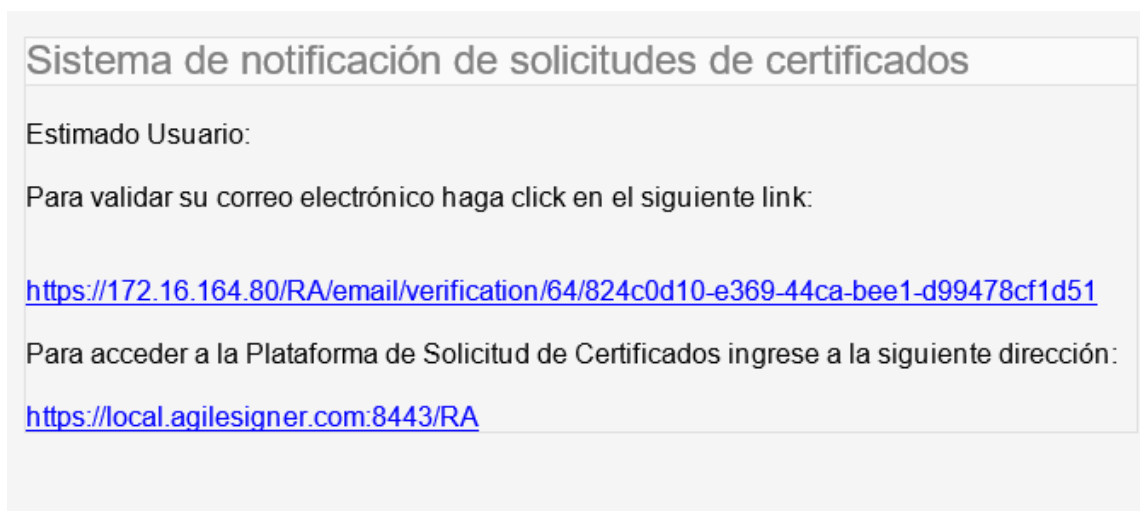 Sistema de notificación de solicitudes de certificados
Estimado Usuario:
Para validar su correo electrónico haga click en el siguiente link:
https://172.16.164.80/RA/email/verification/64/824c0d10-e369-44ca-bee1-d99478cf1d51
Para acceder a la Plataforma de Solicitud de Certificados ingrese a la siguiente dirección:
https://local.agilesigner.com:8443/RA